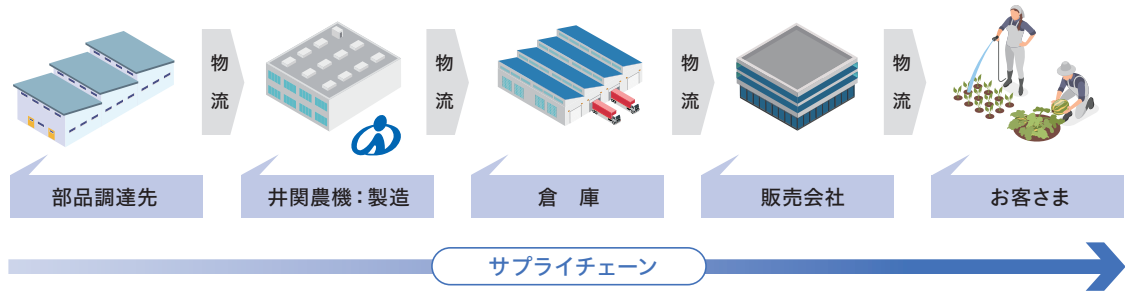 物流
物流
物流
物流
部品調達先
井関農機：製造
倉　庫
販売会社
お客さま
サプライチェーン